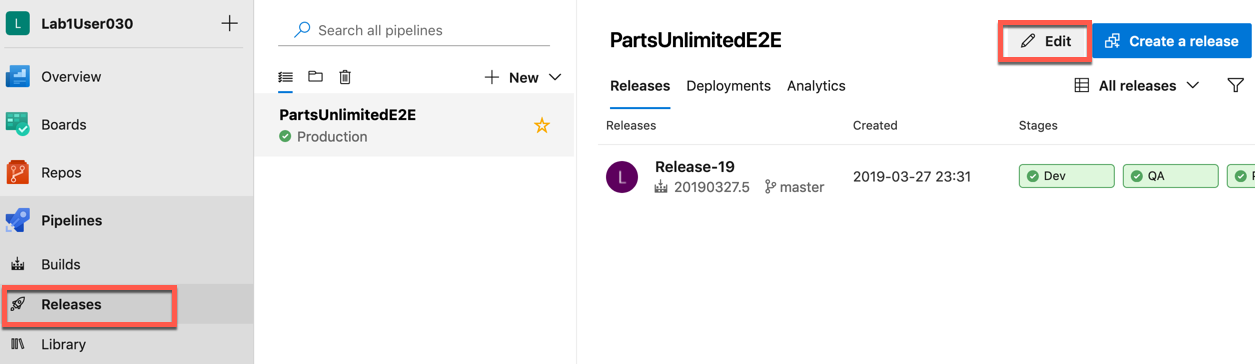 L Lab1User030
Overview
Boards
Repos
Pipelines
Builds
Releases
Library
Search all pipelines
New
PartsUnlimitedE2E
Production
PartsUnlimitedE2E
Edit
Create a release
Releases Deployments Analytics
All releases
Releases Created Stages
L Release-19
20190327.5 master
2019-03-27 23:31
Dev QA